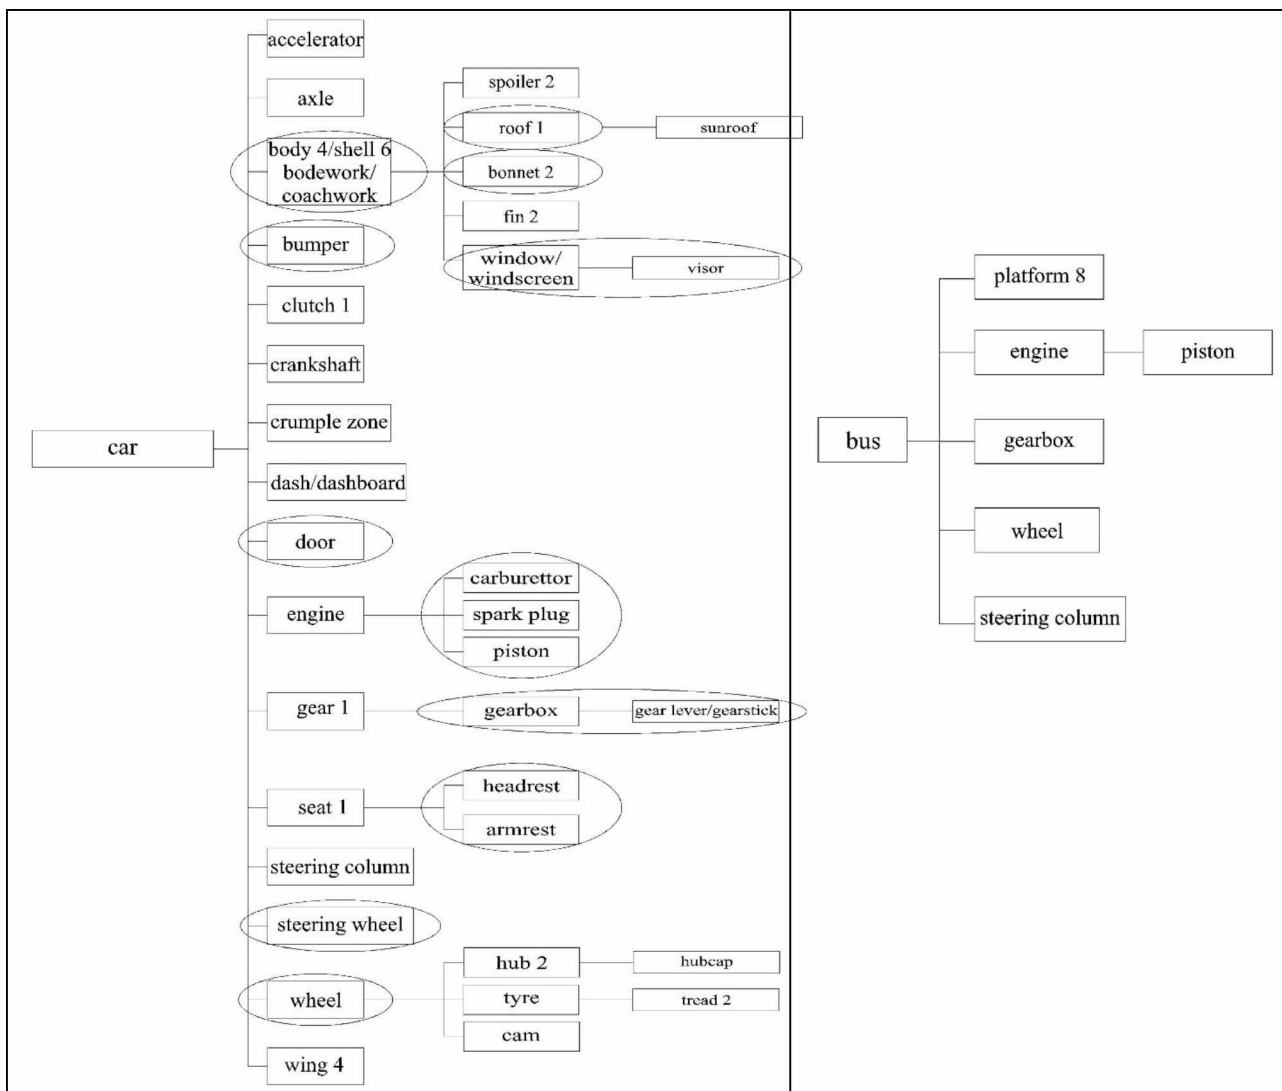 accelerator
axle
body 4/shell 6
bodework/
coachwork
bumper
clutch 1
crankshaft
crumple zone
car
dash/dashboard
door
engine
gear 1
seat 1
steering column
steering wheel
wheel
wing 4
spoiler 2
roof 1
sunroof
bonnet 2
fin 2
window/
windscreen
visor
carburettor
spark plug
piston
gearbox
gear lever/gearstick
headrest
armrest
hub 2
hubcap
tyre
tread 2
cam
bus
platform 8
engine
piston
gearbox
wheel
steering column